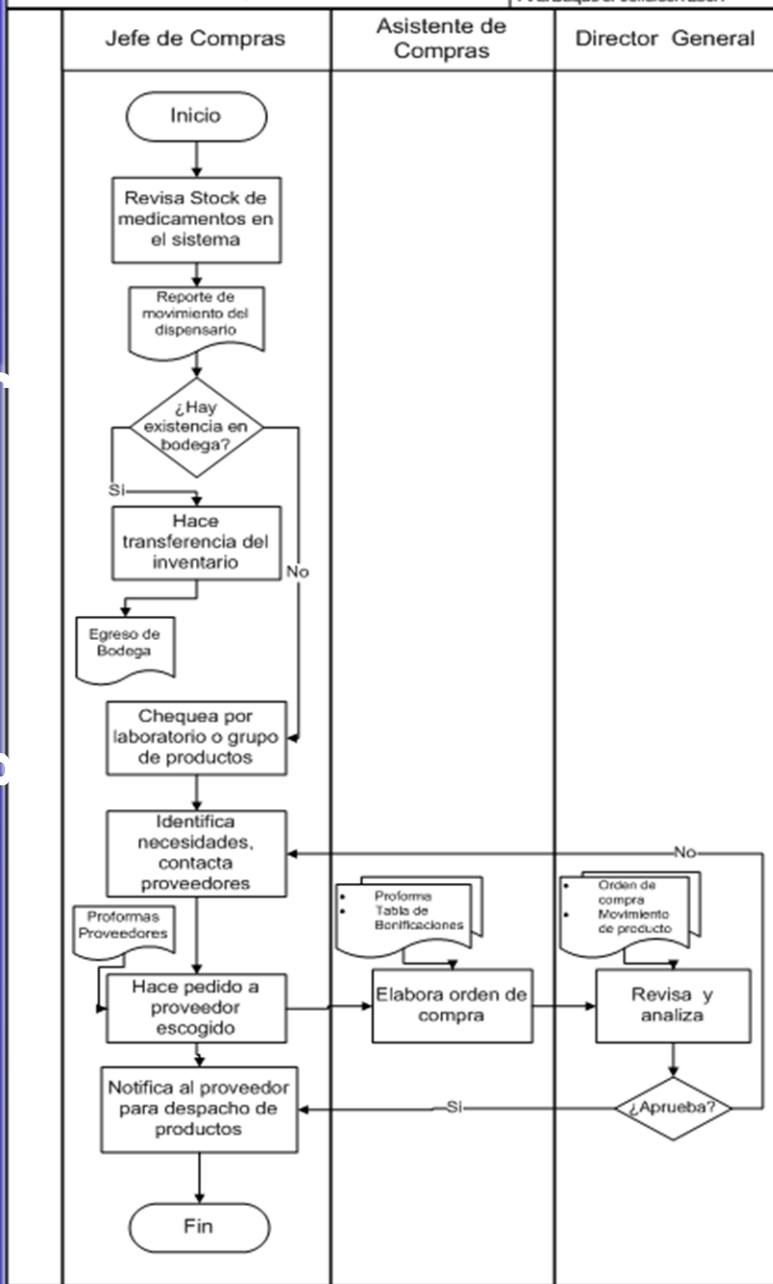 Jefe de Compras
Asistente de
Compras
Director General
Inicio
Revisa Stock de
medicamentos en
el sistema
Reporte de
movimiento del
dispensario
¿Hay
existencia en
bodega?
Si
Hace
transferencia del
inventario
No
Egreso de
Bodega
Chequea por
laboratorio o grupo
de productos
Identifica
necesidades,
contacta
proveedores
No
Proformas
Proveedores
• Proforma
• Tabla de
Bonificaciones
• Orden de
compra
• Movimiento
de producto
Hace pedido a
proveedor
escogido
Elabora orden de
compra
Revisa y
analiza
Notifica al proveedor
para despacho de
productos
Si
¿Aprueba?
Fin